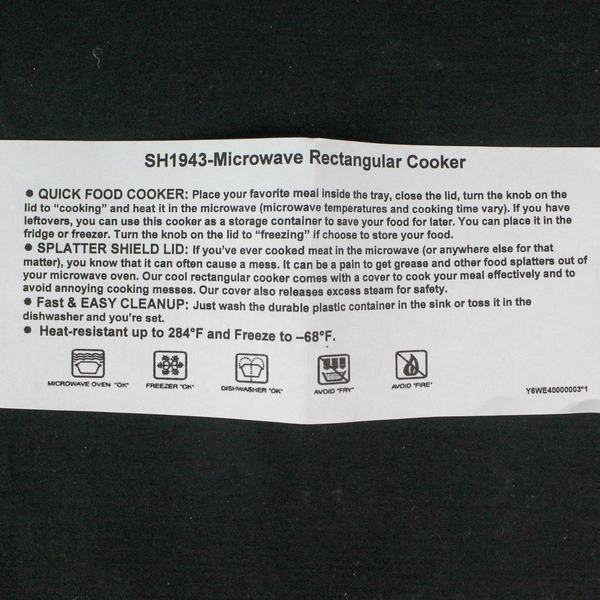 SH1943-Microwave Rectangular Cooker
● QUICK FOOD COOKER: Place your favorite meal inside the tray, close the lid, turn the knob on the
lid to "cooking" and heat it in the microwave (microwave temperatures and cooking time vary). If you have
leftovers, you can use this cooker as a storage container to save your food for later. You can place it in the
fridge or freezer. Turn the knob on the lid to "freezing" if choose to store your food.
● SPLATTER SHIELD LID: If you've ever cooked meat in the microwave (or anywhere else for that
matter), you know that it can often cause a mess. It can be a pain to get grease and other food splatters out of
your microwave oven. Our cool rectangular cooker comes with a cover to cook your meal effectively and to
avoid annoying cooking messes. Our cover also releases excess steam for safety.
● Fast & EASY CLEANUP: Just wash the durable plastic container in the sink or toss it in the
dishwasher and you're set.
● Heat-resistant up to 284°F and Freeze to –68°F.
MICROWAVE OVEN "OK" FREEZER "OK" DISHWASHER "OK" AVOID "FRY" AVOID "FIRE" Y6WE40000003*1